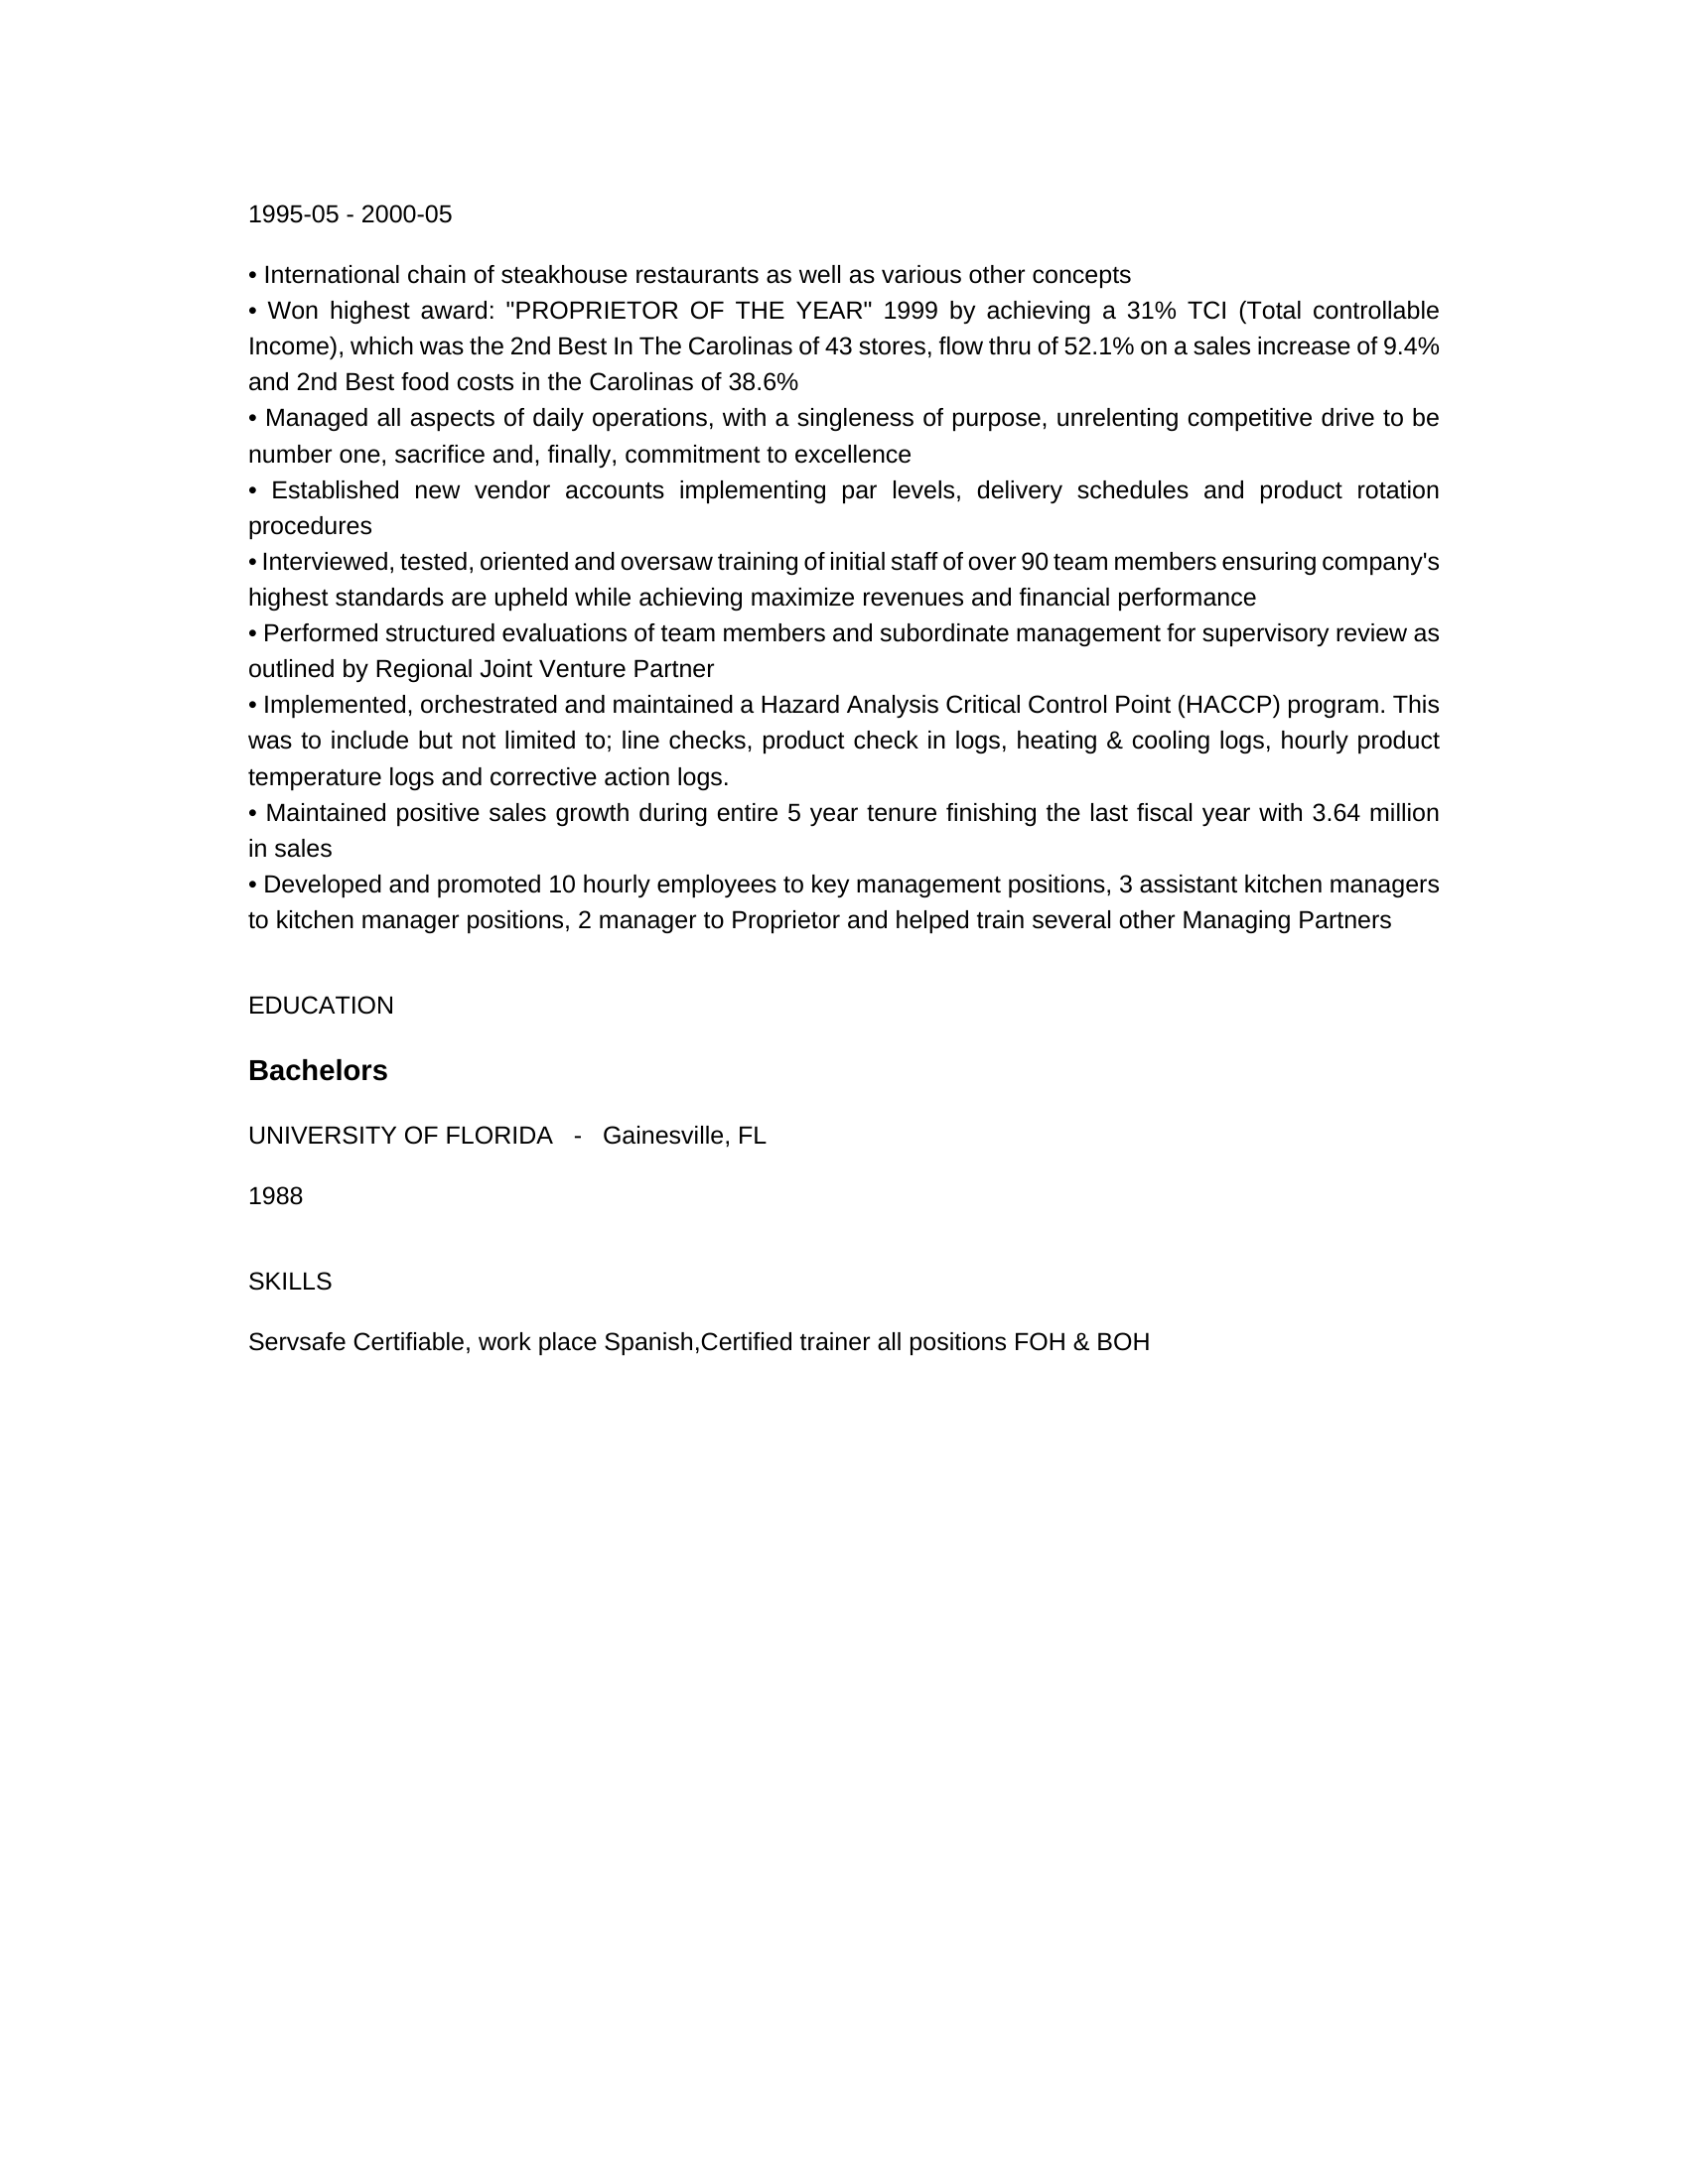 1995-05 - 2000-05
• International chain of steakhouse restaurants as well as various other concepts
• Won highest award: "PROPRIETOR OF THE YEAR" 1999 by achieving a 31% TCI (Total controllable
Income), which was the 2nd Best In The Carolinas of 43 stores, flow thru of 52.1% on a sales increase of 9.4%
and 2nd Best food costs in the Carolinas of 38.6%
• Managed all aspects of daily operations, with a singleness of purpose, unrelenting competitive drive to be
number one, sacrifice and, finally, commitment to excellence
• Established new vendor accounts implementing par levels, delivery schedules and product rotation
procedures
• Interviewed, tested, oriented and oversaw training of initial staff of over 90 team members ensuring company's
highest standards are upheld while achieving maximize revenues and financial performance
• Performed structured evaluations of team members and subordinate management for supervisory review as
outlined by Regional Joint Venture Partner
• Implemented, orchestrated and maintained a Hazard Analysis Critical Control Point (HACCP) program. This
was to include but not limited to; line checks, product check in logs, heating & cooling logs, hourly product
temperature logs and corrective action logs.
• Maintained positive sales growth during entire 5 year tenure finishing the last fiscal year with 3.64 million
in sales
• Developed and promoted 10 hourly employees to key management positions, 3 assistant kitchen managers
to kitchen manager positions, 2 manager to Proprietor and helped train several other Managing Partners
EDUCATION
Bachelors
UNIVERSITY OF FLORIDA - Gainesville, FL
1988
SKILLS
Servsafe Certifiable, work place Spanish,Certified trainer all positions FOH & BOH